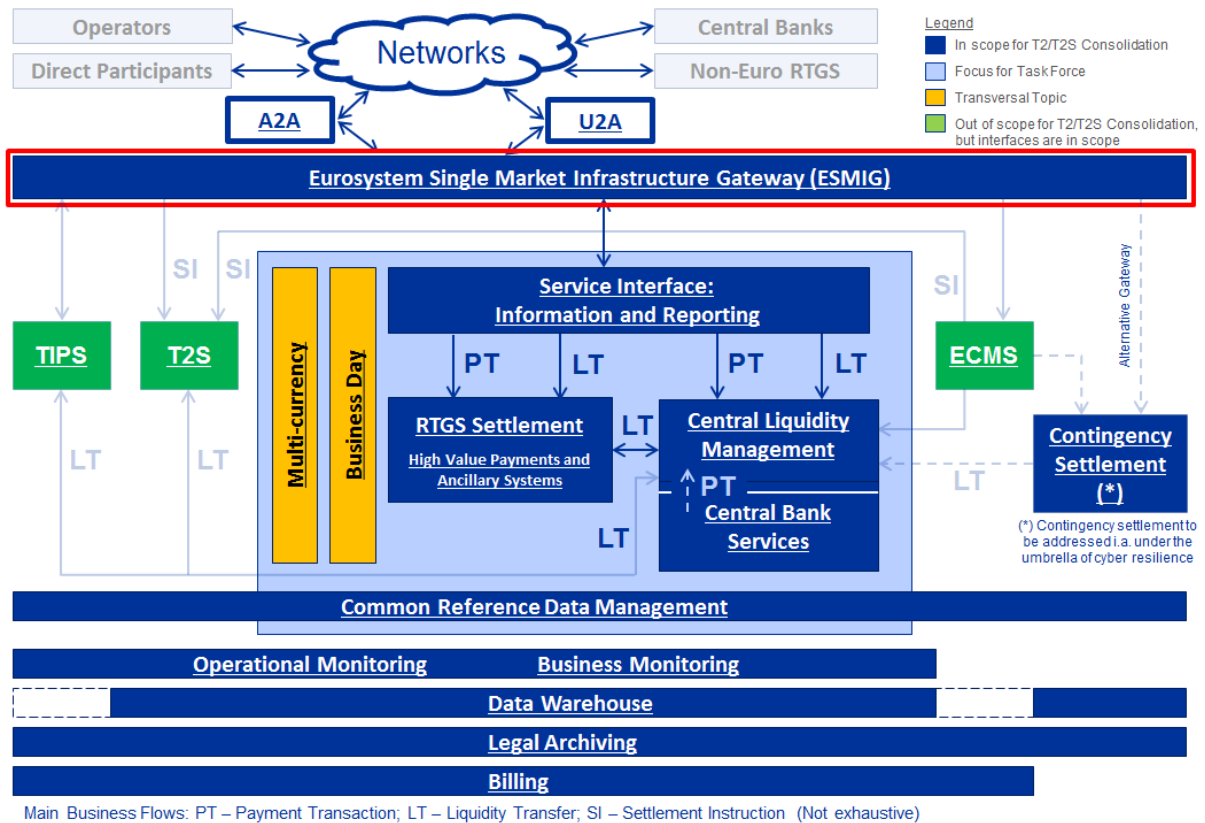 Operators
Direct Participants
Networks
Central Banks
Non-Euro RTGS
Legend
In scope for T2/T2S Consolidation
Focus for Task Force
Transversal Topic
Out of scope for T2/T2S Consolidation,
but interfaces are in scope
A2A
U2A
Eurosystem Single Market Infrastructure Gateway (ESMIG)
SI
SI
SI
Alternative Gateway
Service Interface:
Information and Reporting
TIPS
T2S
Multi-currency
Business Day
PT
LT
PT
LT
ECMS
RTGS Settlement
High Value Payments and
Ancillary Systems
LT
Central Liquidity
Management
PT
Central Bank
Services
LT
LT
LT
LT
Contingency
Settlement
(*)
(*) Contingency settlement to
be addressed i.a. under the
umbrella of cyber resilience
Common Reference Data Management
Operational Monitoring
Business Monitoring
Data Warehouse
Legal Archiving
Billing
Main Business Flows: PT – Payment Transaction; LT – Liquidity Transfer; SI – Settlement Instruction (Not exhaustive)